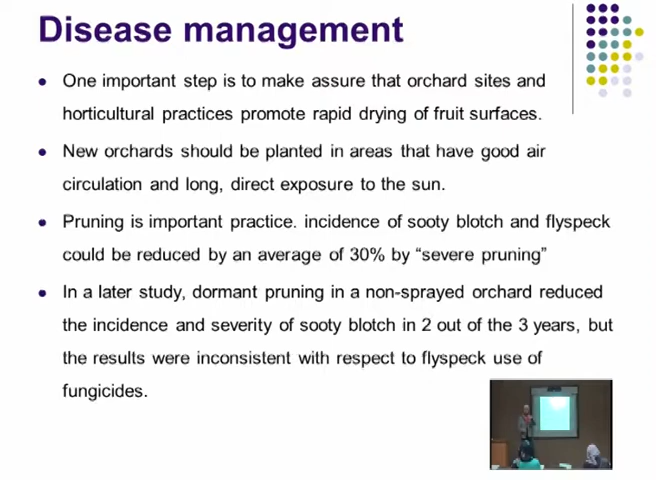 Disease management
One important step is to make assure that orchard sites and
horticultural practices promote rapid drying of fruit surfaces.
New orchards should be planted in areas that have good air
circulation and long, direct exposure to the sun.
Pruning is important practice. incidence of sooty blotch and flyspeck
could be reduced by an average of 30% by “severe pruning”
In a later study, dormant pruning in a non-sprayed orchard reduced
the incidence and severity of sooty blotch in 2 out of the 3 years, but
the results were inconsistent with respect to flyspeck use of
fungicides.